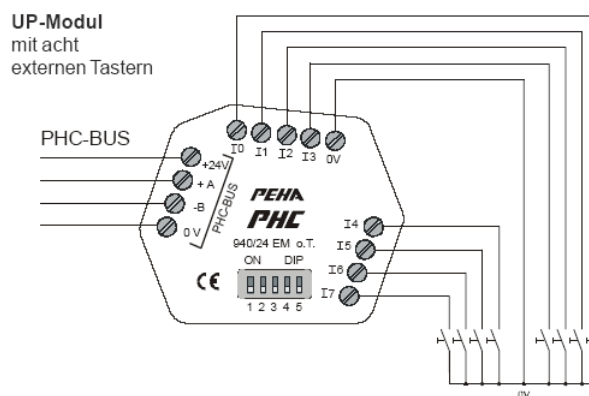 UP-Modul
mit acht
externen Tastern
PHC-BUS
I0
I1
I2
I3
0V
+24V
+ A
-B
0 V
PHC-BUS
PEHA
PHC
940/24 EM o.T.
ON DIP
1 2 3 4 5
CE
I4
I5
I6
I7
0V